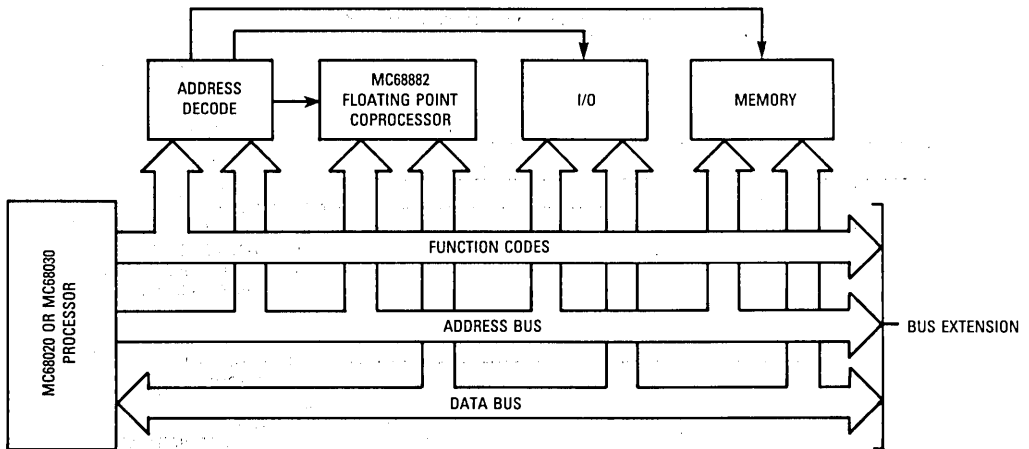 ADDRESS
DECODE
MC68882
FLOATING POINT
COPROCESSOR
I/O
MEMORY
MC68020 OR MC68030
PROCESSOR
FUNCTION CODES
ADDRESS BUS
BUS EXTENSION
DATA BUS